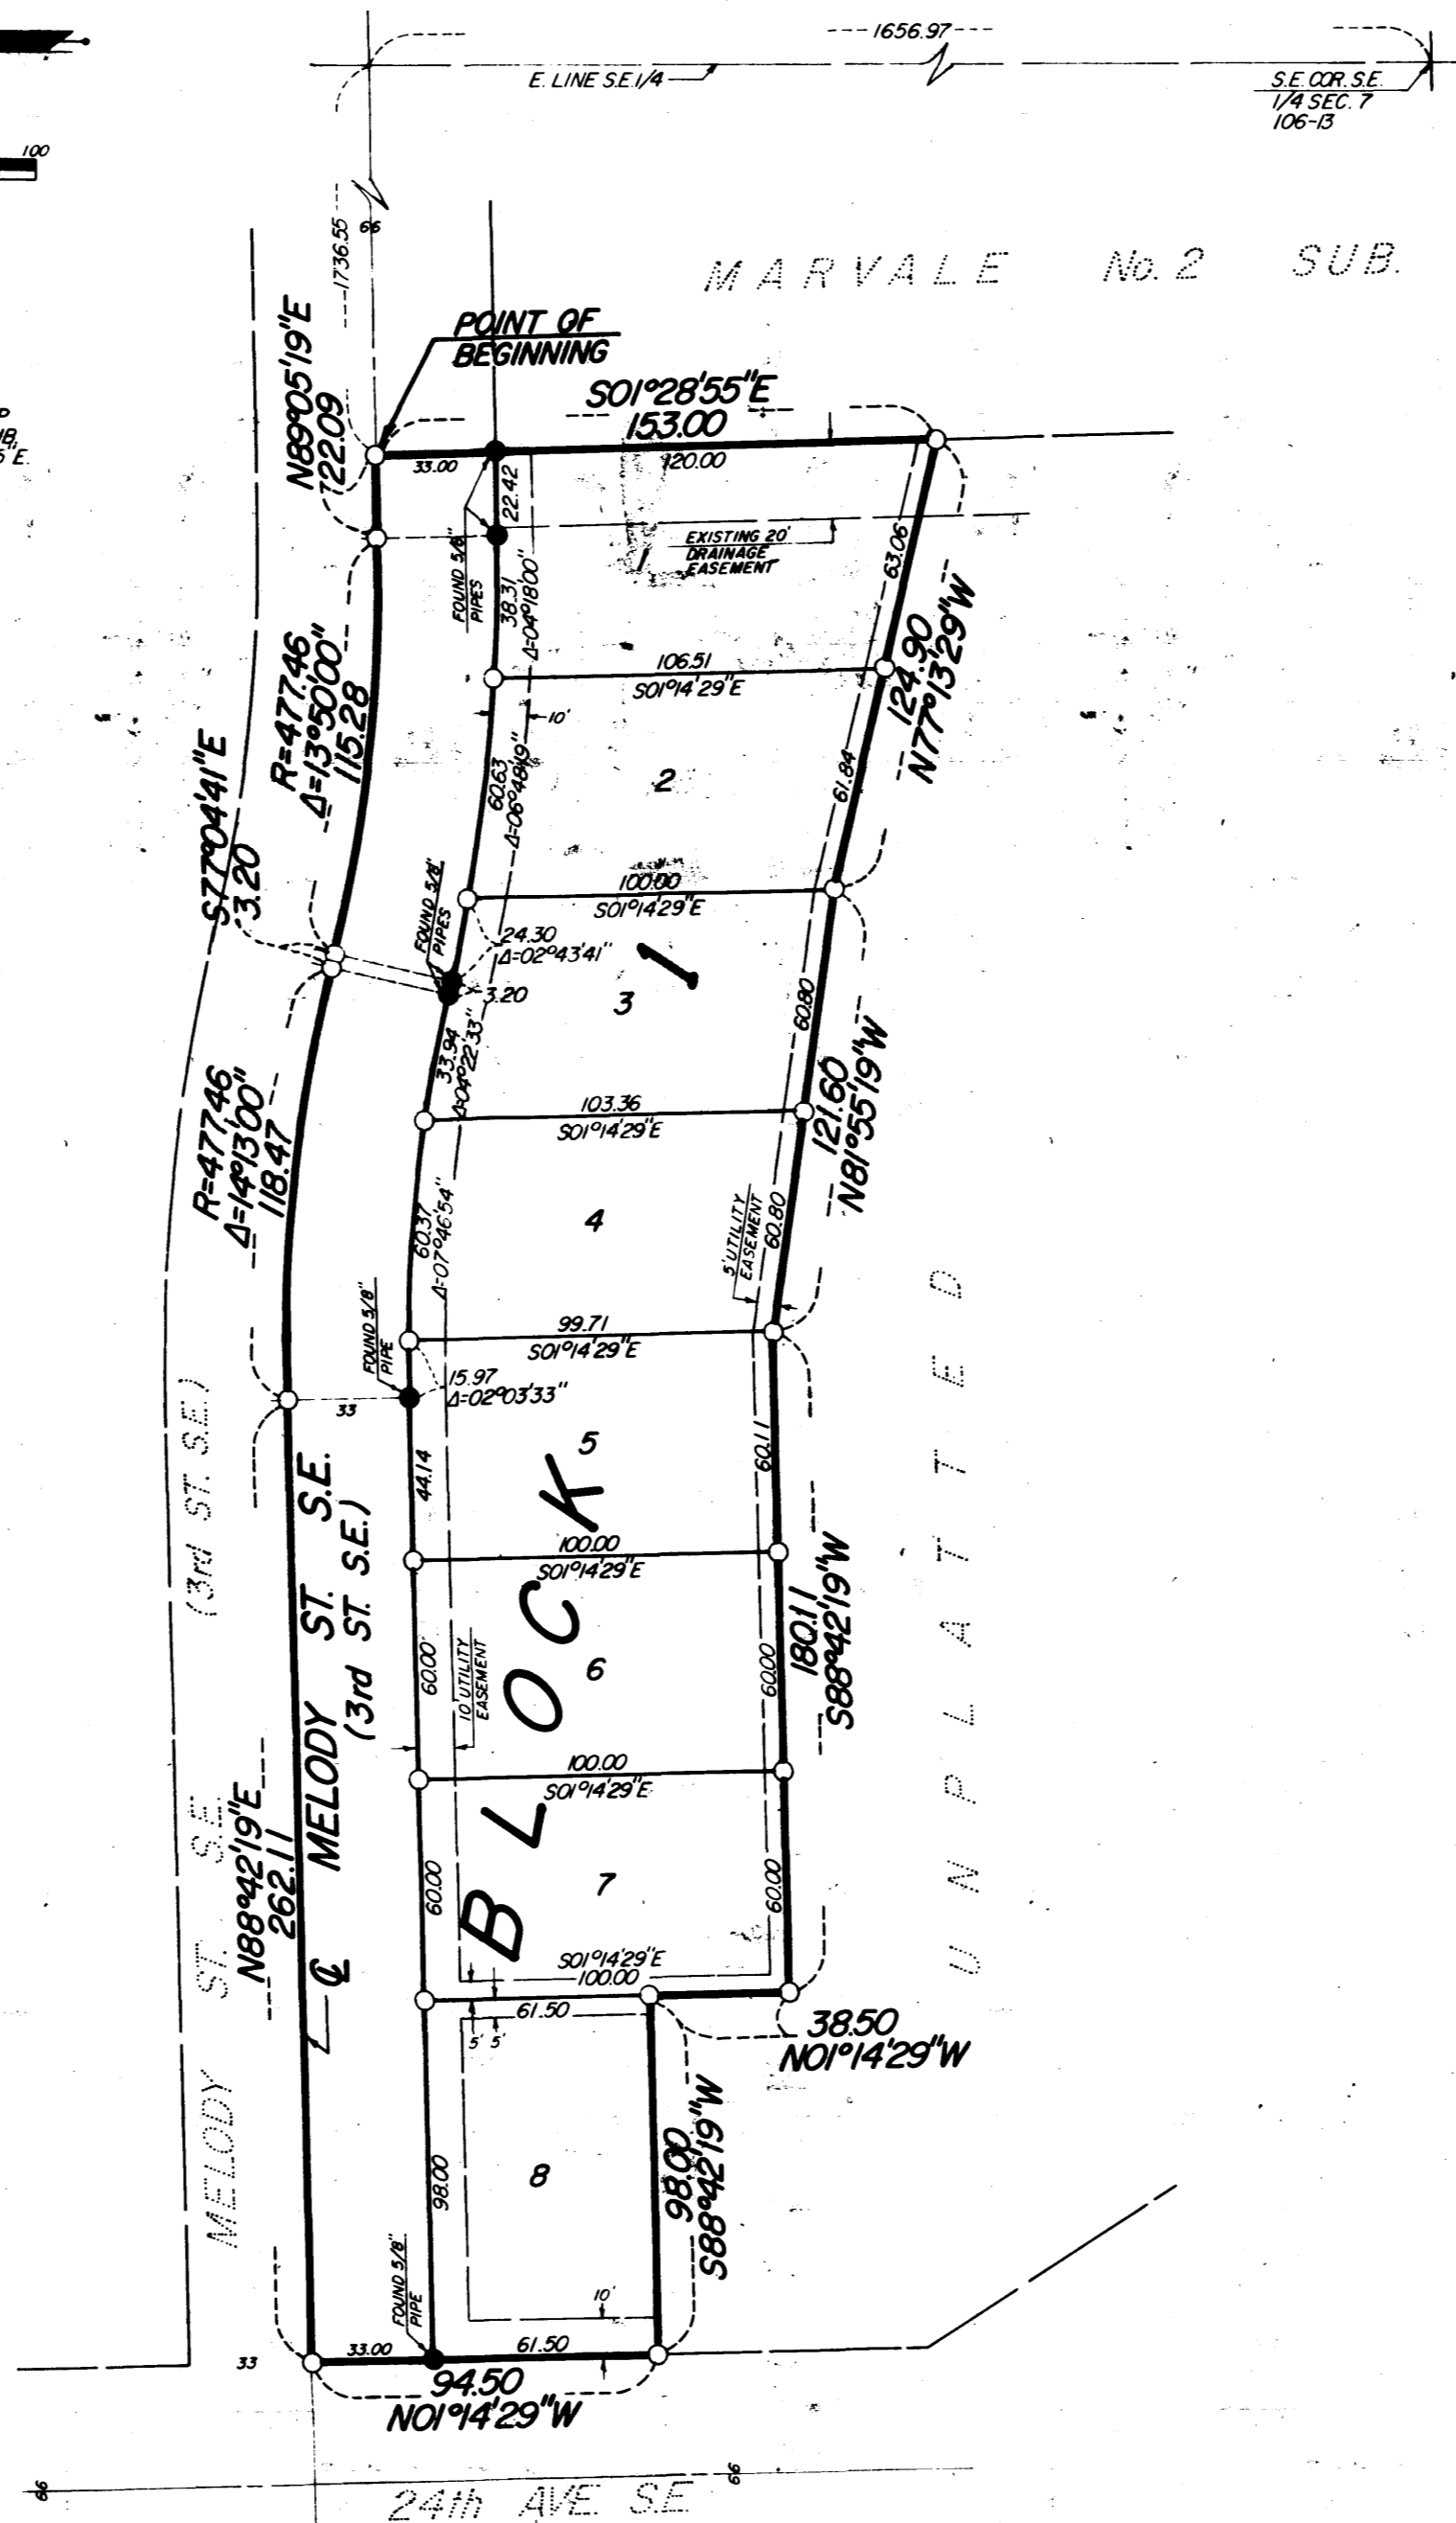 ---1656.97---
E. LINE S.E.1/4
S.E. COR. S.E.
1/4 SEC. 7
106-13
100
66
---1736.55---
MARVALE No. 2 SUB.
POINT OF
BEGINNING
N89°05'19"E
22.09
S01°28'55"E
153.00
33.00
120.00
22.42
FOUND 5/8"
PIPES
EXISTING 20'
DRAINAGE
EASEMENT
1
63.06
38.31
Δ=04°18'00"
R=477.46
Δ=13°50'00"
115.28
106.51
S01°14'29"E
124.90
N77°13'29"W
10'
60.63
Δ=06°48'19"
2
61.84
S77°04'41"E
3.20
100.00
S01°14'29"E
FOUND 5/8"
PIPES
24.30
Δ=02°43'41"
3.20
3
1
60.80
33.94
Δ=04°22'33"
121.60
N81°55'19"W
R=477.46
Δ=14°13'00"
118.47
103.36
S01°14'29"E
60.37
Δ=07°46'54"
4
5' UTILITY
EASEMENT
60.80
99.71
S01°14'29"E
FOUND 5/8"
PIPE
15.97
Δ=02°03'33"
33
UNPLATTED
(3rd ST. S.E.)
44.14
5
60.11
100.00
S01°14'29"E
180.11
S88°42'19"W
MELODY ST. S.E.
(3rd ST. S.E.)
60.00
10' UTILITY
EASEMENT
6
60.00
BLOCK
100.00
S01°14'29"E
N88°42'19"E
262.11
60.00
7
60.00
S01°14'29"E
100.00
61.50
5' 5'
38.50
N01°14'29"W
MELODY ST. S.E.
98.00
8
98.00
S88°42'19"W
FOUND 5/8"
PIPE
10'
33
33.00
61.50
94.50
N01°14'29"W
66
66
24th AVE. S.E.